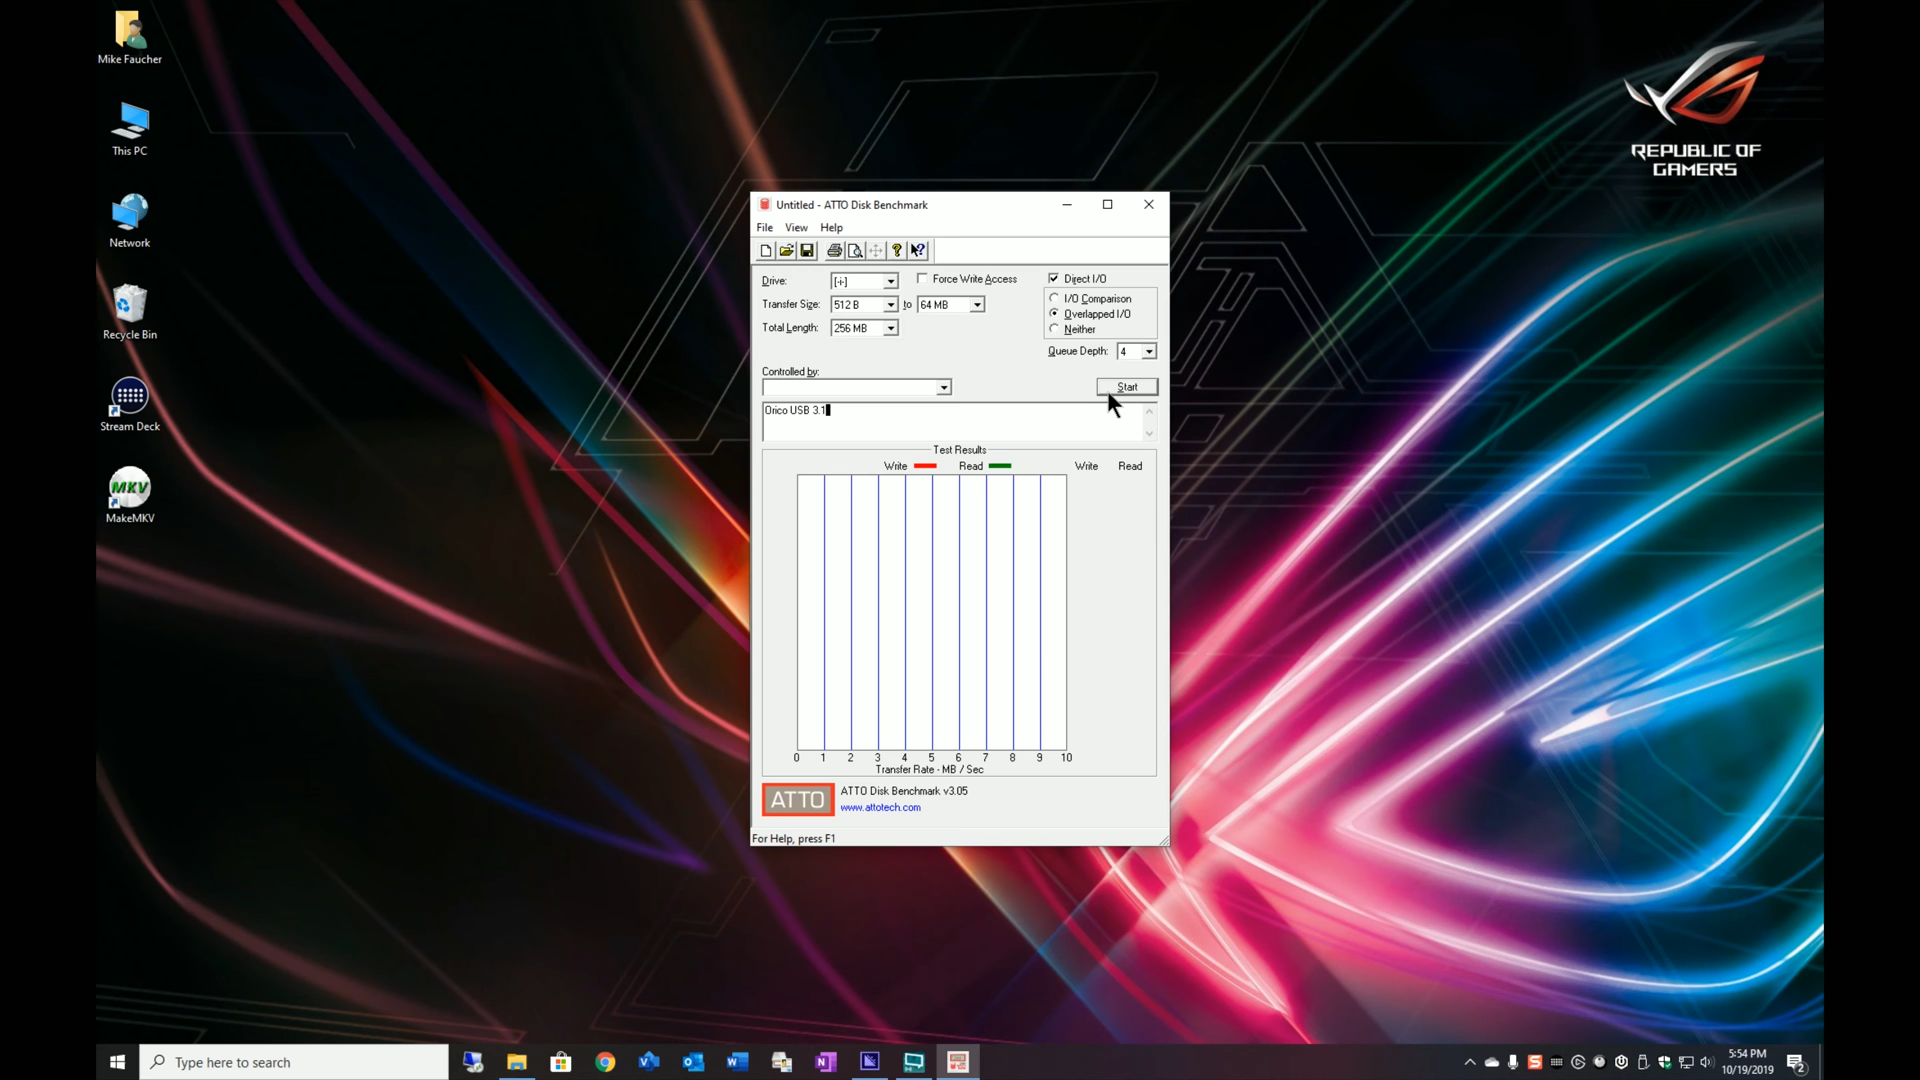 Mike Faucher
This PC
Network
Recycle Bin
Stream Deck
MKV
MakeMKV
REPUBLIC OF
GAMERS
Untitled - ATTO Disk Benchmark
File View Help
Drive: Force Write Access Direct I/O
Transfer Size: 512 B to 64 MB I/O Comparison
Overlapped I/O
Total Length: 256 MB Neither
Queue Depth: 4
Controlled by:
Start
Orico USB 3.1
Test Results
Write Read Write Read
0 1 2 3 4 5 6 7 8 9 10
Transfer Rate - MB / Sec
ATTO ATTO Disk Benchmark v3.05
www.attotech.com
For Help, press F1
Type here to search
5:54 PM
10/19/2019
2